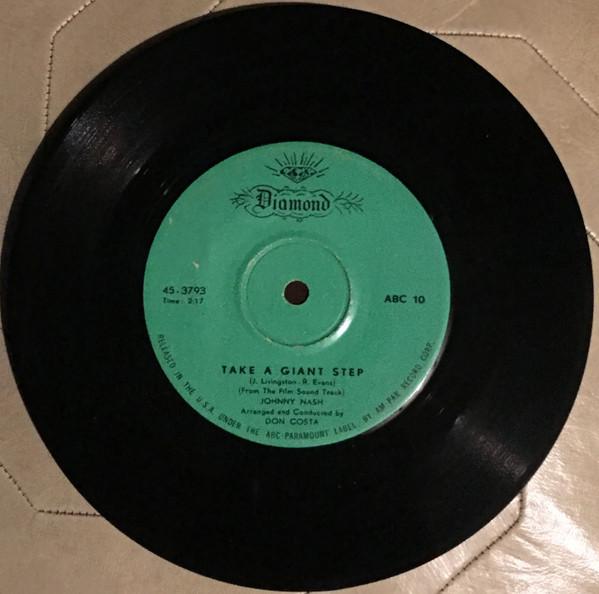 Diamond
45-3793
Time: 2:17
ABC 10
TAKE A GIANT STEP
(J. Livingston - R. Evans)
(From The Film Sound Track)
JOHNNY NASH
Arranged and Conducted by
DON COSTA
RELEASED IN THE U.S.A. UNDER THE ABC-PARAMOUNT LABEL, BY AM-PAR RECORD CORP.